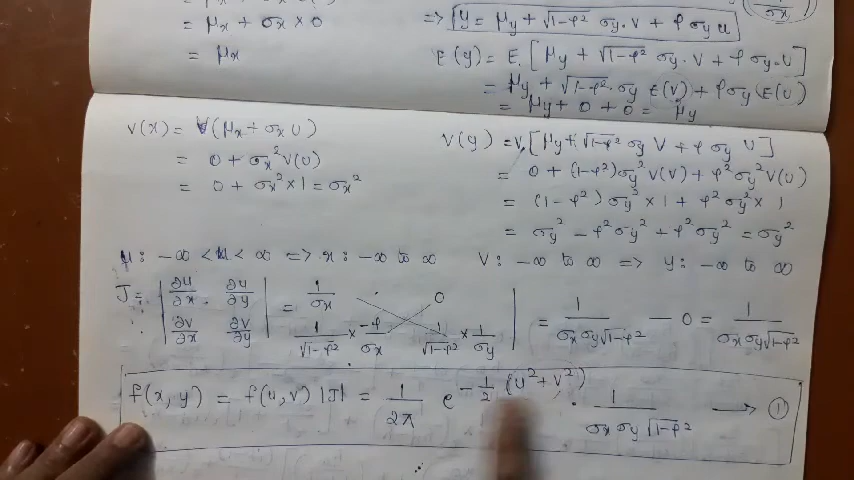 = μx + σx × 0
= μx
=> y = μy + √1-ρ² σy . V + ρ σy u
E(y) = E [ μy + √1-ρ² σy . V + ρ σy . U ]
= μy + √1-ρ² . σy E(V) + ρσy (E(U)
= μy + 0 + 0 = μy
V(x) = V(μx + σx U)
= 0 + σx² V(U)
= 0 + σx² × 1 = σx²
V(y) = V [ μy + √1-ρ² σy V + ρ σy U ]
= 0 + (1-ρ²) σy² V(V) + ρ² σy² V(U)
= (1-ρ²) σy² × 1 + ρ² σy² × 1
= σy² - ρ² σy² + ρ² σy² = σy²
u : -∞ < u < ∞ => x : -∞ to ∞ V : -∞ to ∞ => y : -∞ to ∞
J = | ∂u/∂x . ∂u/∂y ; ∂v/∂x ∂v/∂y | = | 1/σx 0 ; 1/√1-ρ² × -ρ/σx 1/√1-ρ² × 1/σy | = 1/σx σy √1-ρ² - 0 = 1/σx σy √1-ρ²
f(x, y) = f(u, v) |J| = 1/2π e^-1/2 (u² + v²) . 1/σx σy √1-ρ² → ①